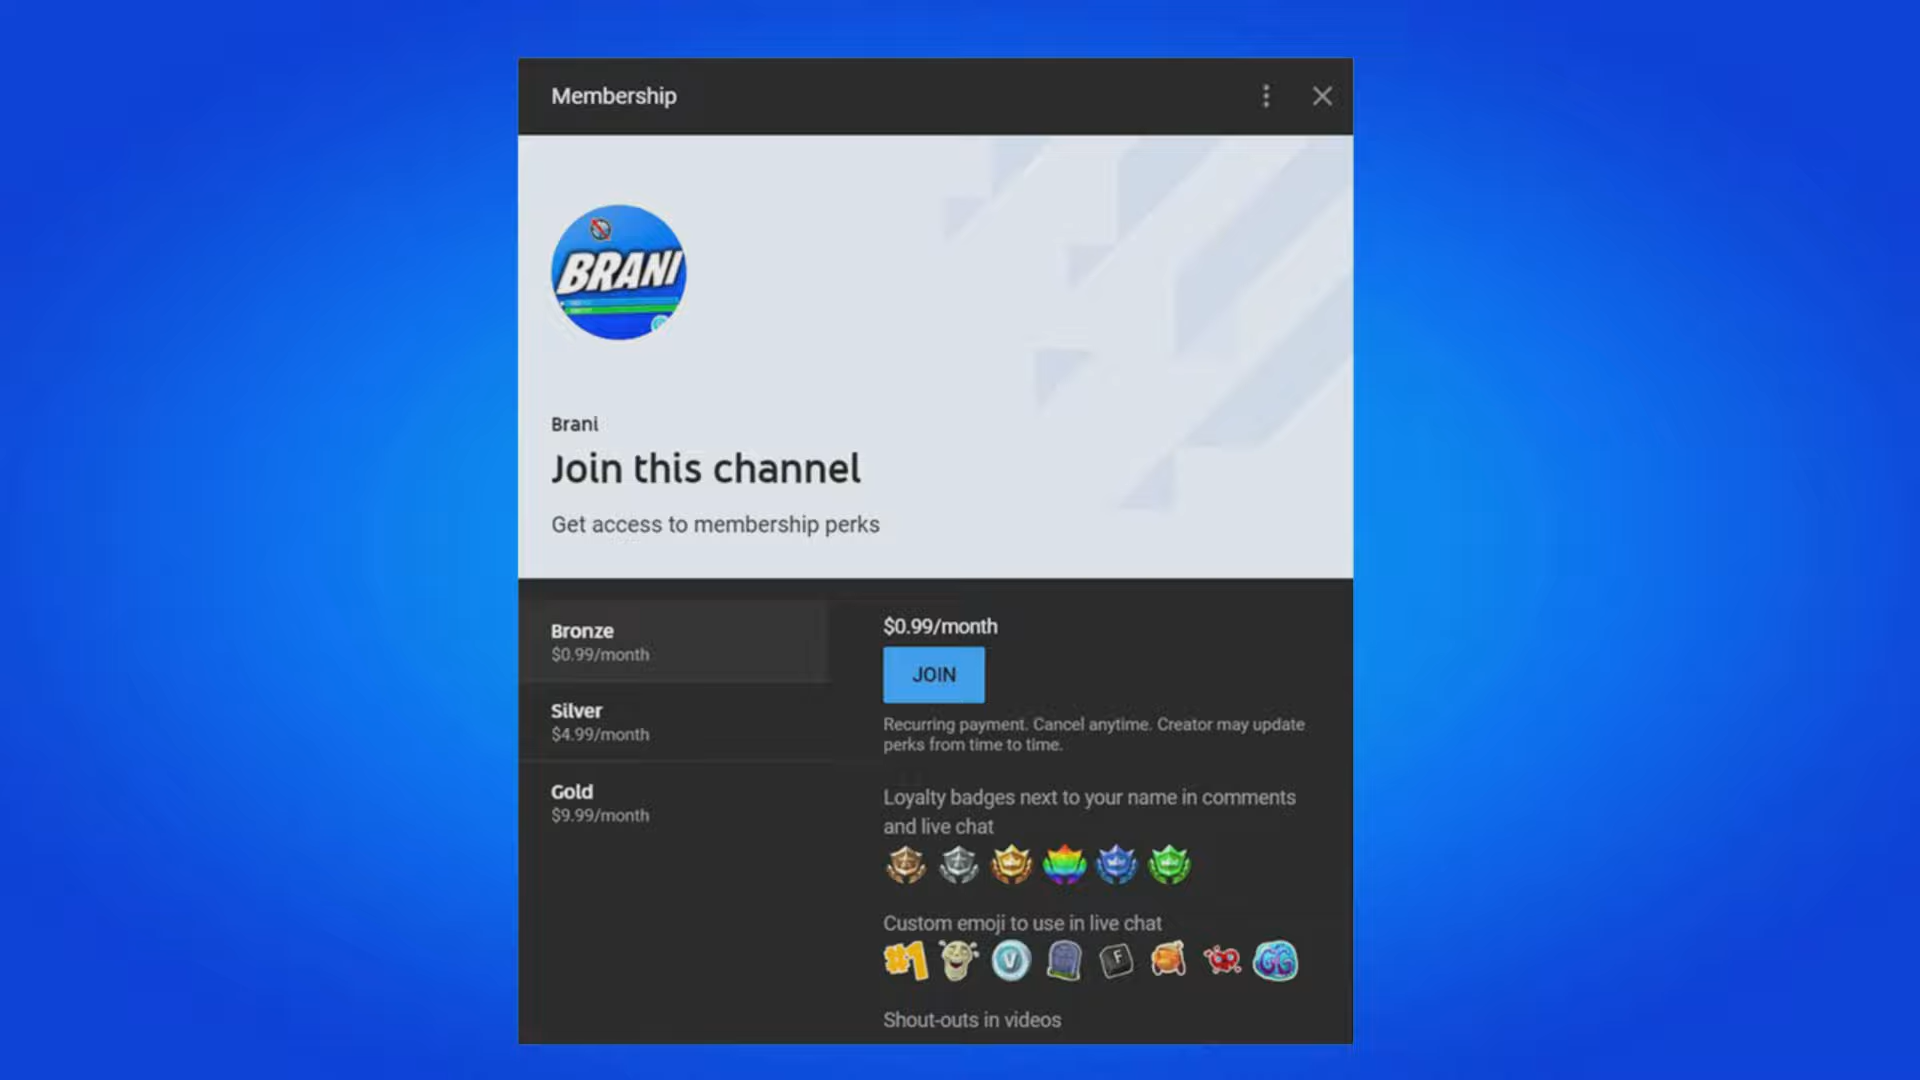 Membership
BRANI
Brani
Join this channel
Get access to membership perks
Bronze
$0.99/month
Silver
$4.99/month
Gold
$9.99/month
$0.99/month
JOIN
Recurring payment. Cancel anytime. Creator may update
perks from time to time.
Loyalty badges next to your name in comments
and live chat
Custom emoji to use in live chat
#1
V
F
GG
Shout-outs in videos